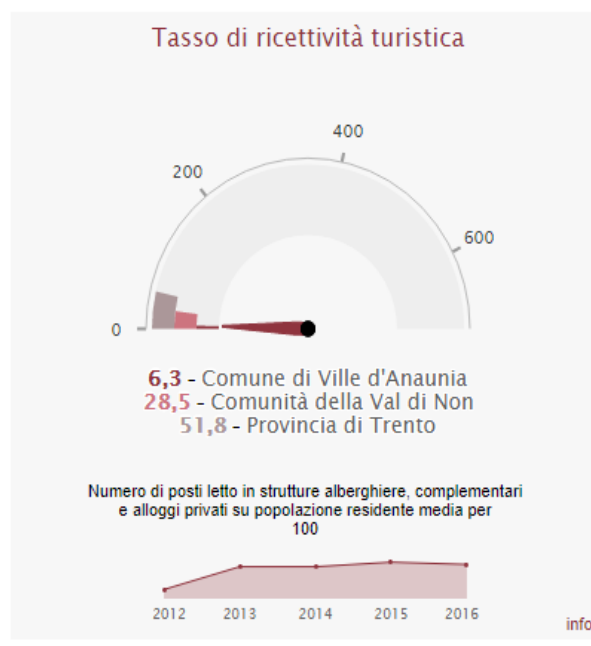 Tasso di ricettività turistica
400
200
600
0
6,3 - Comune di Ville d'Anaunia
28,5 - Comunità della Val di Non
51,8 - Provincia di Trento
Numero di posti letto in strutture alberghiere, complementari
e alloggi privati su popolazione residente media per
100
2012 2013 2014 2015 2016
info